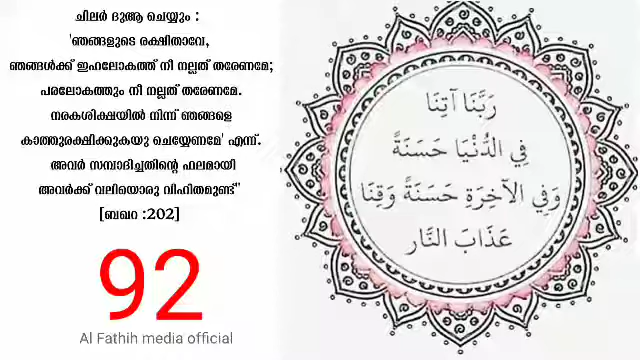 ചിലർ ദുആ ചെയ്യും :
'ഞങ്ങളുടെ രക്ഷിതാവേ,
ഞങ്ങൾക്ക് ഇഹലോകത്ത് നീ നല്ലത് തരേണമേ;
പരലോകത്തും നീ നല്ലത് തരേണമേ.
നരകശിക്ഷയിൽ നിന്ന് ഞങ്ങളെ
കാത്തുരക്ഷിക്കുകയു ചെയ്യേണമേ' എന്ന്.
അവർ സമ്പാദിച്ചതിന്റെ ഫലമായി
അവർക്ക് വലിയൊരു വിഹിതമുണ്ട്"
[ബഖറ :202]
92
Al Fathih media official
رَبَّنَا آتِنَا
فِي الدُّنْيَا حَسَنَةً
وَفِي الْآخِرَةِ حَسَنَةً وَقِنَا
عَذَابَ النَّار